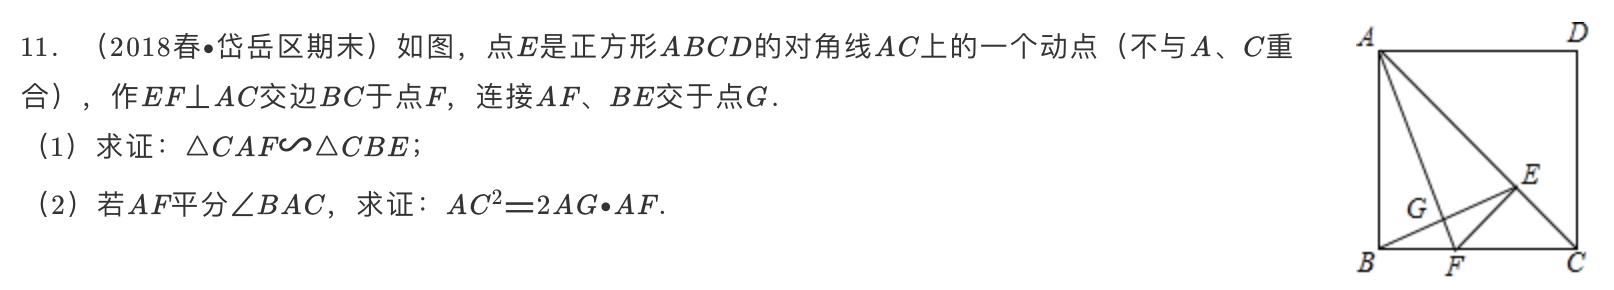 11. （2018春•岱岳区期末）如图，点E是正方形ABCD的对角线AC上的一个动点（不与A、C重
合），作EF⊥AC交边BC于点F，连接AF、BE交于点G.
（1）求证：△CAF∽△CBE；
（2）若AF平分∠BAC，求证：AC²=2AG•AF.
A
D
E
G
B
F
C